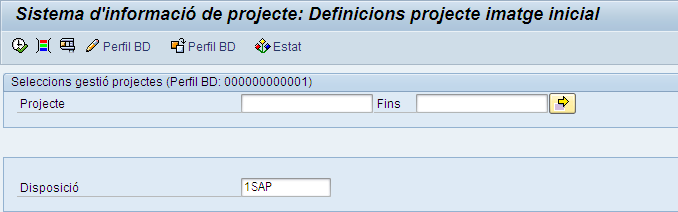 Sistema d'informació de projecte: Definicions projecte imatge inicial
Perfil BD Perfil BD Estat
Seleccions gestió projectes (Perfil BD: 000000000001)
Projecte Fins
Disposició 1SAP